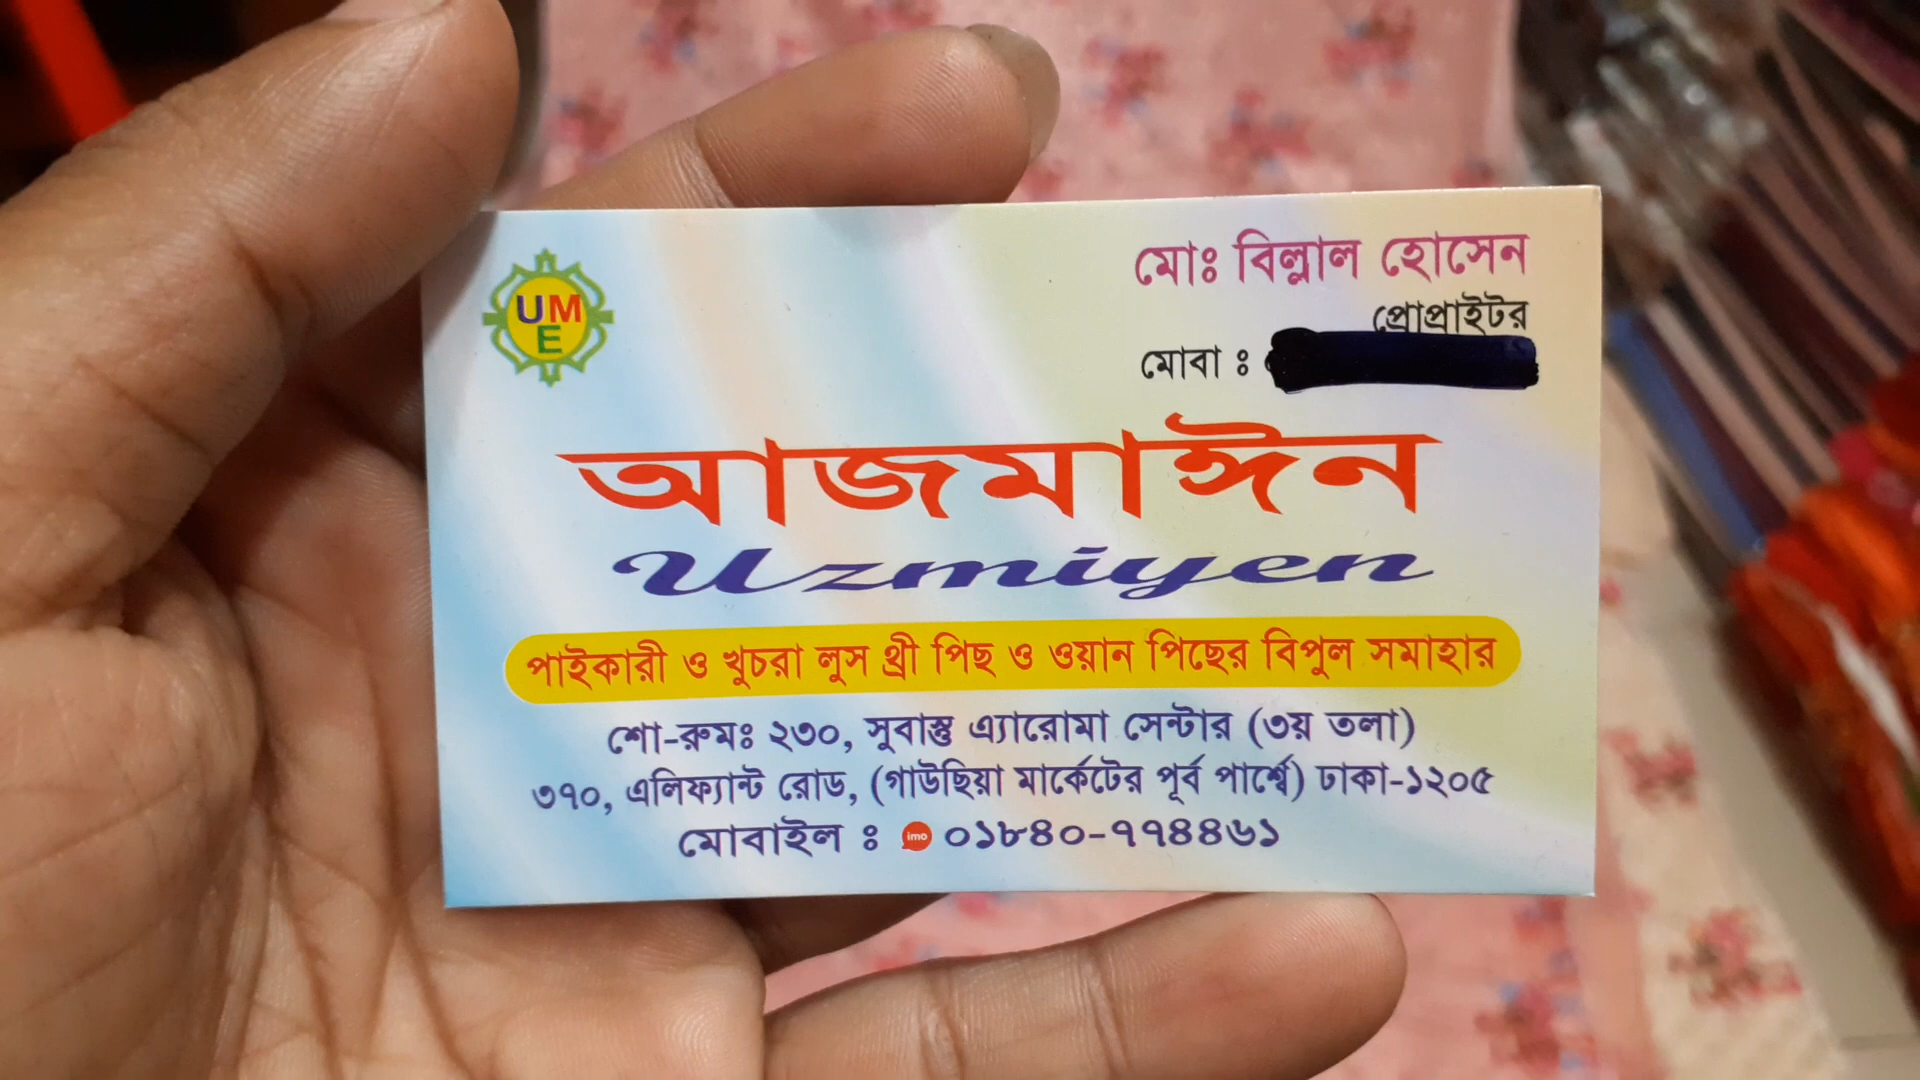 UM
E
মোঃ বিল্লাল হোসেন
প্রোপ্রাইটর
মোবা ঃ
আজমাঈন
Uzmiyen
পাইকারী ও খুচরা লুস থ্রী পিছ ও ওয়ান পিছের বিপুল সমাহার
শো-রুমঃ ২৩০, সুবাস্তু এ্যারোমা সেন্টার (৩য় তলা)
৩৭০, এলিফ্যান্ট রোড, (গাউছিয়া মার্কেটের পূর্ব পার্শ্বে) ঢাকা-১২০৫
মোবাইল ঃ imo ০১৮৪০-৭৭৪৪৬১